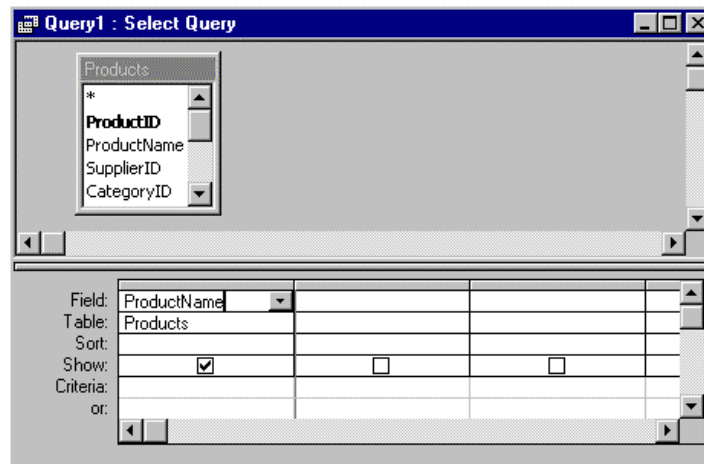 Query1 : Select Query
Products
*
ProductID
ProductName
SupplierID
CategoryID
Field: ProductName
Table: Products
Sort:
Show:
Criteria:
or: